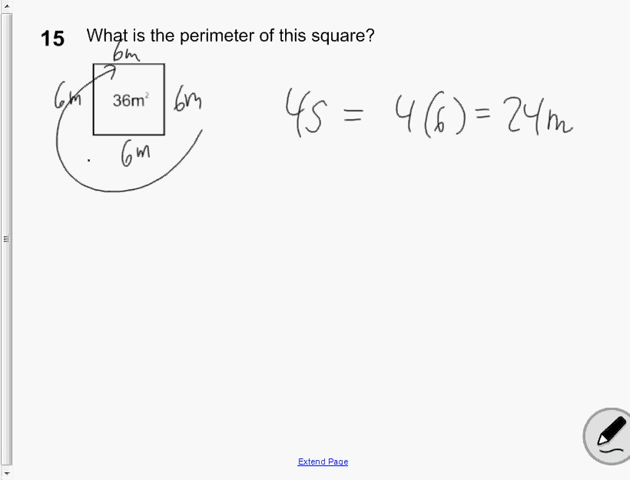 15 What is the perimeter of this square?
6m
6m 36m² 6m
6m
4s = 4(6) = 24m
Extend Page